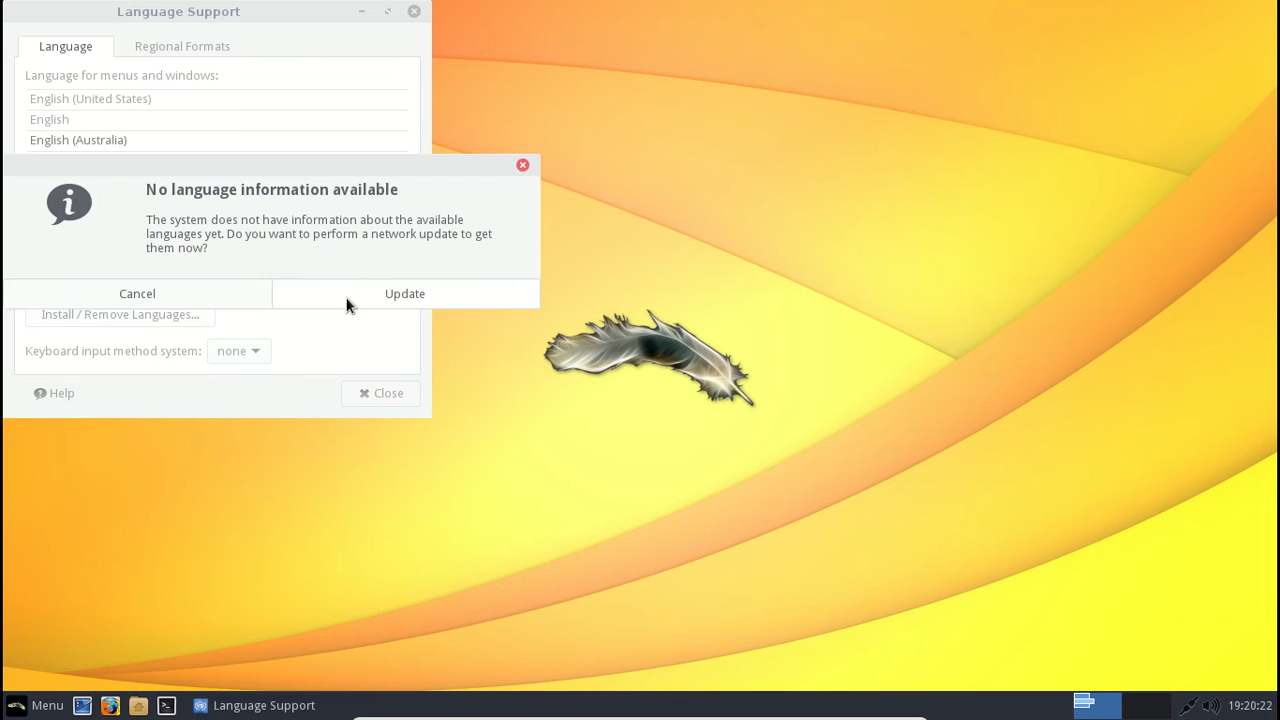 Language Support
Language
Regional Formats
Language for menus and windows:
English (United States)
English
English (Australia)
No language information available
The system does not have information about the available
languages yet. Do you want to perform a network update to get
them now?
Cancel
Update
Install / Remove Languages...
Keyboard input method system:
none
Help
Close
Menu
Language Support
19:20:22